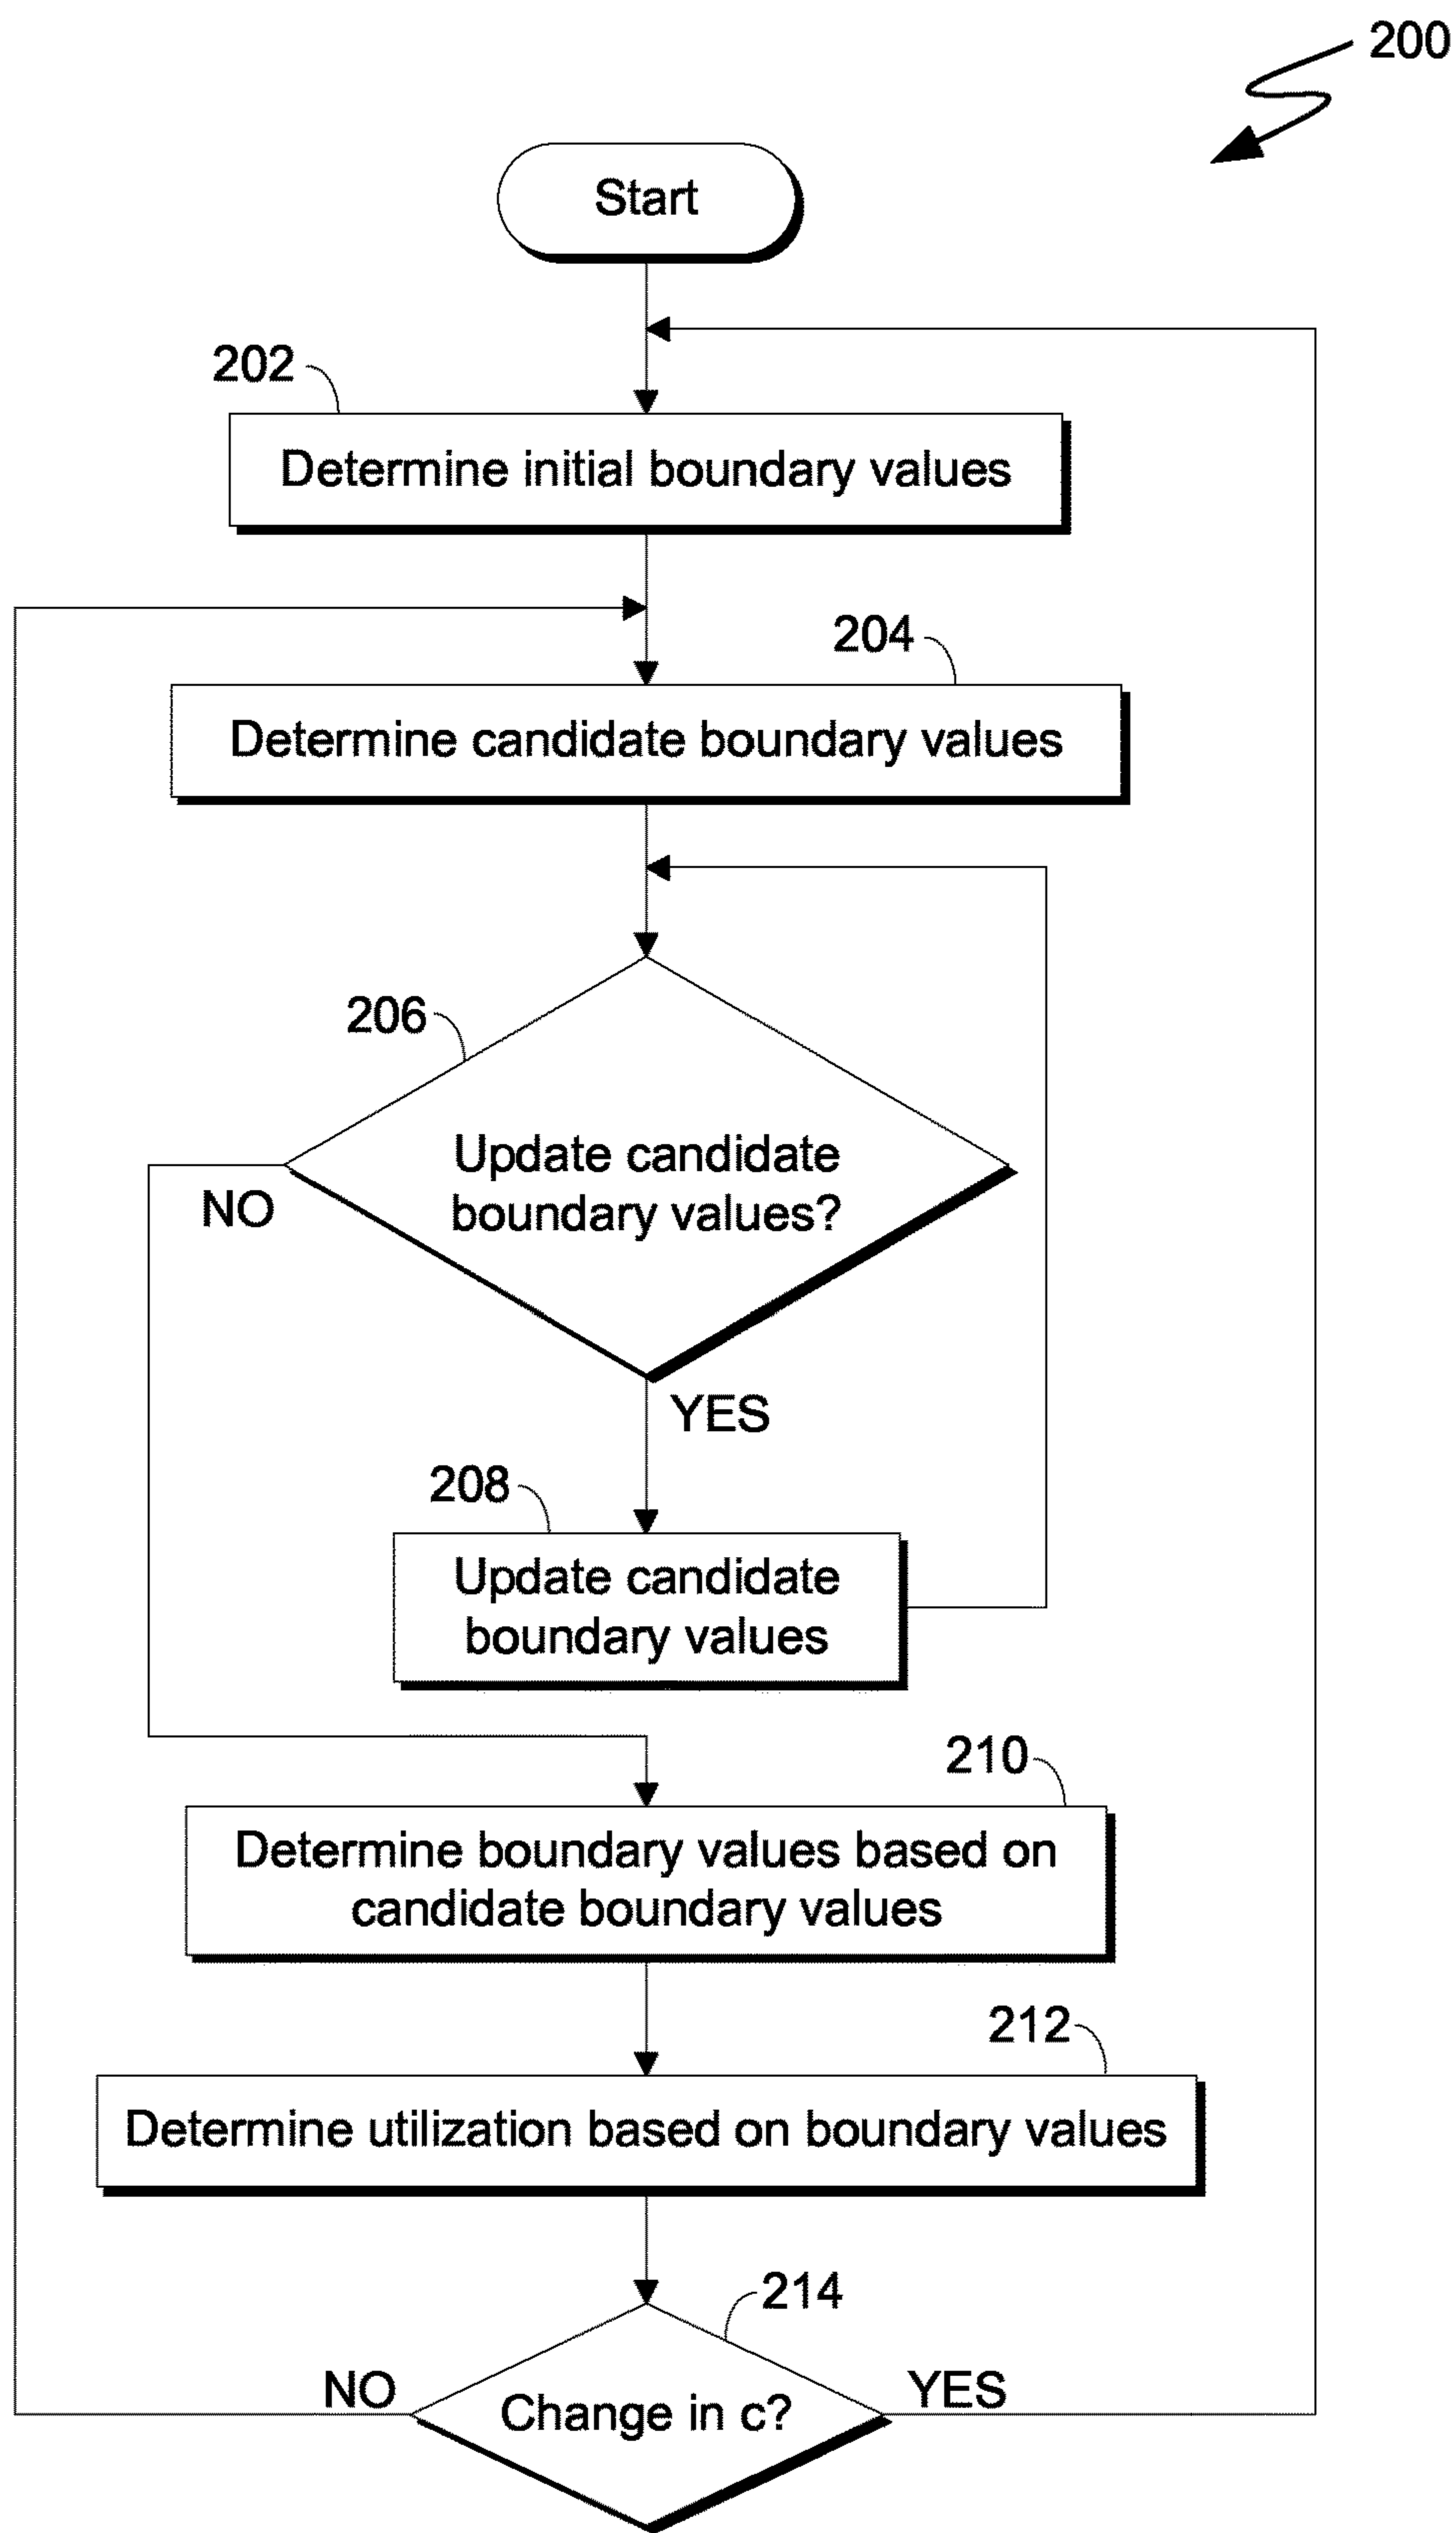 200
Start
202
Determine initial boundary values
204
Determine candidate boundary values
206
Update candidate
boundary values?
NO
YES
208
Update candidate
boundary values
210
Determine boundary values based on
candidate boundary values
212
Determine utilization based on boundary values
214
NO
Change in c?
YES